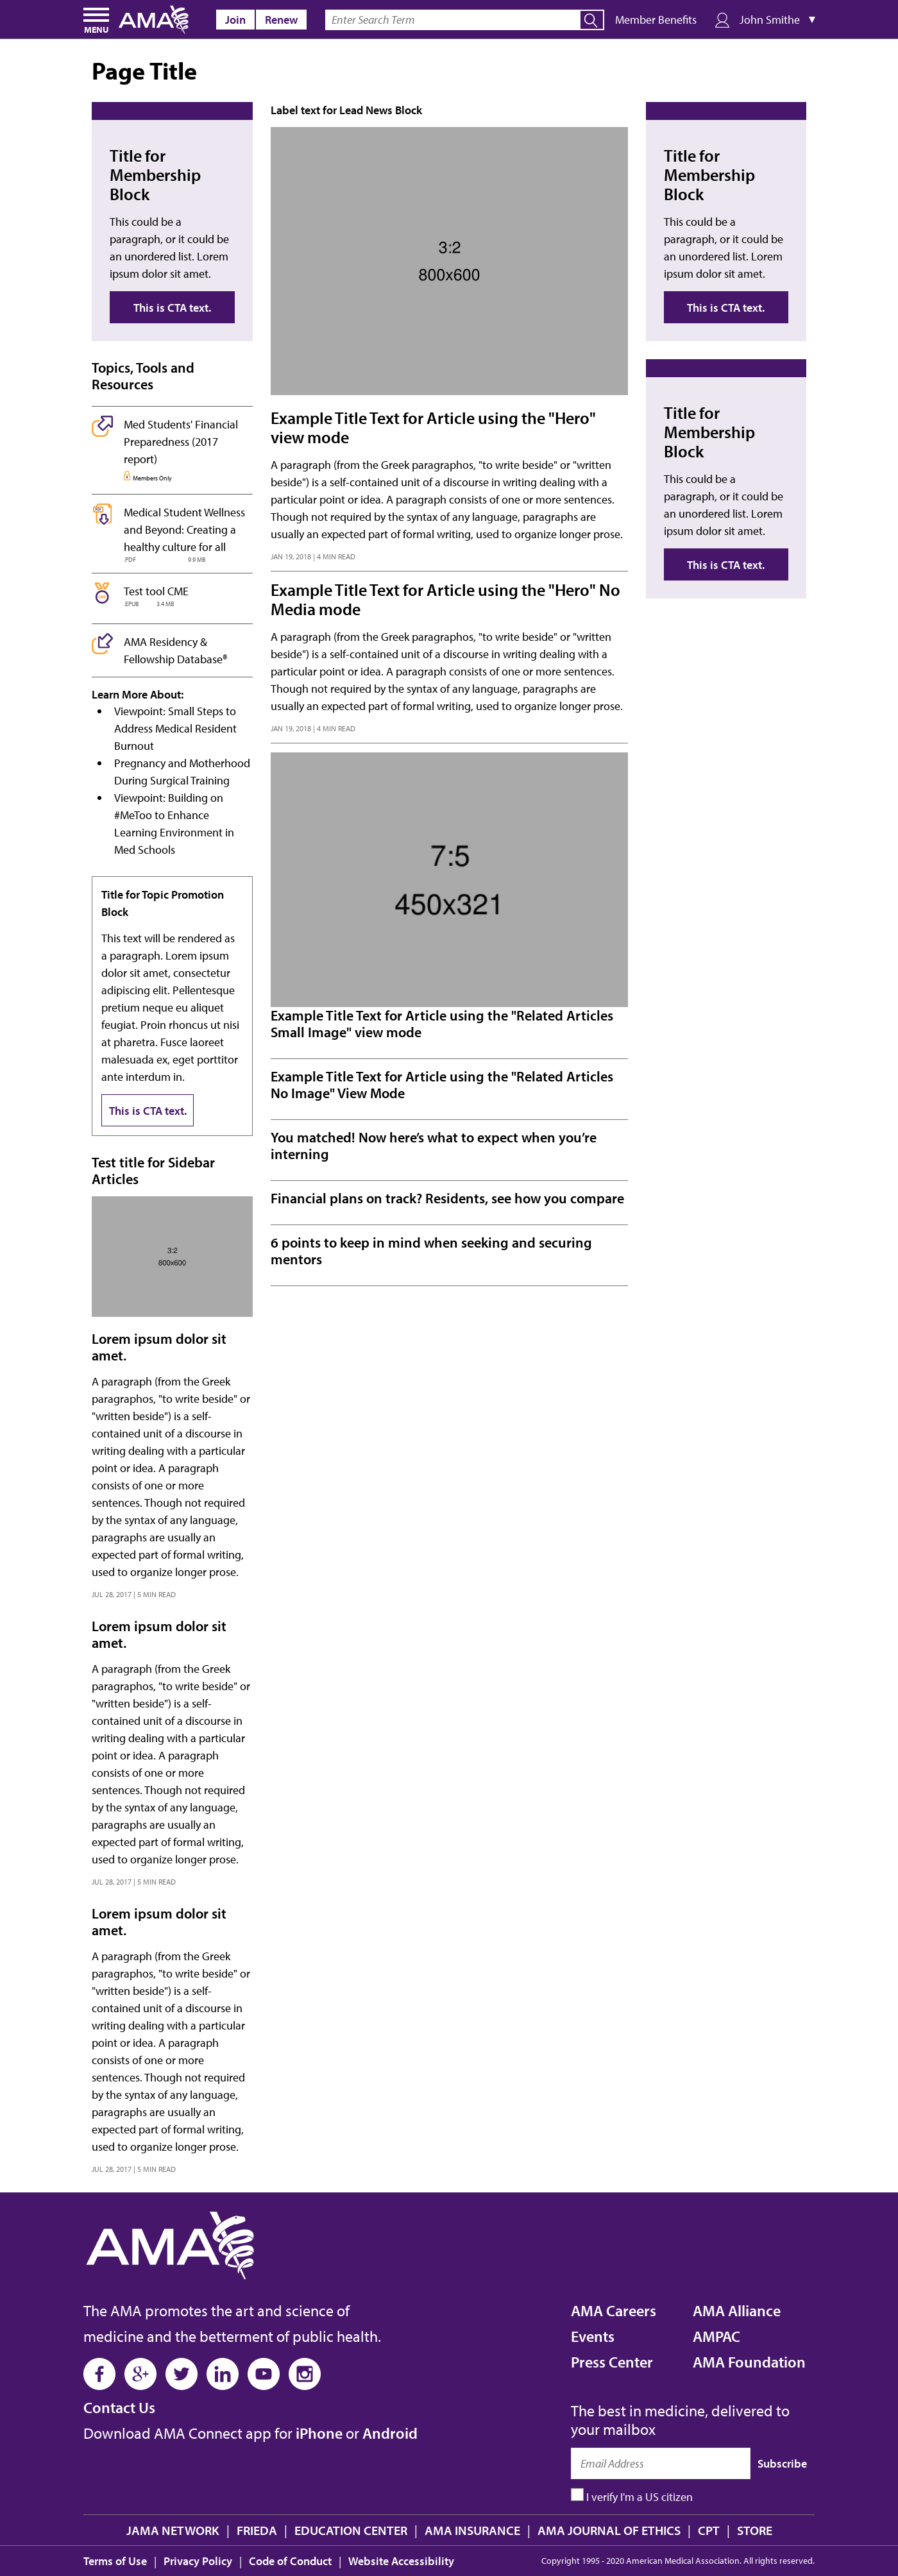 MENU
AMA
Join
Renew
Enter Search Term
Member Benefits
John Smithe ▼
Page Title
Title for
Membership
Block
This could be a
paragraph, or it could be
an unordered list. Lorem
ipsum dolor sit amet.
This is CTA text.
Topics, Tools and
Resources
Med Students' Financial
Preparedness (2017
report)
Members Only
Medical Student Wellness
and Beyond: Creating a
healthy culture for all
.PDF 9.9 MB
Test tool CME
.EPUB 3.4 MB
AMA Residency &
Fellowship Database®
Learn More About:
• Viewpoint: Small Steps to
Address Medical Resident
Burnout
• Pregnancy and Motherhood
During Surgical Training
• Viewpoint: Building on
#MeToo to Enhance
Learning Environment in
Med Schools
Title for Topic Promotion
Block
This text will be rendered as
a paragraph. Lorem ipsum
dolor sit amet, consectetur
adipiscing elit. Pellentesque
pretium neque eu aliquet
feugiat. Proin rhoncus ut nisi
at pharetra. Fusce laoreet
malesuada ex, eget porttitor
ante interdum in.
This is CTA text.
Test title for Sidebar
Articles
3:2
800x600
Lorem ipsum dolor sit
amet.
A paragraph (from the Greek
paragraphos, "to write beside" or
"written beside") is a self-
contained unit of a discourse in
writing dealing with a particular
point or idea. A paragraph
consists of one or more
sentences. Though not required
by the syntax of any language,
paragraphs are usually an
expected part of formal writing,
used to organize longer prose.
JUL 28, 2017 | 5 MIN READ
Lorem ipsum dolor sit
amet.
A paragraph (from the Greek
paragraphos, "to write beside" or
"written beside") is a self-
contained unit of a discourse in
writing dealing with a particular
point or idea. A paragraph
consists of one or more
sentences. Though not required
by the syntax of any language,
paragraphs are usually an
expected part of formal writing,
used to organize longer prose.
JUL 28, 2017 | 5 MIN READ
Lorem ipsum dolor sit
amet.
A paragraph (from the Greek
paragraphos, "to write beside" or
"written beside") is a self-
contained unit of a discourse in
writing dealing with a particular
point or idea. A paragraph
consists of one or more
sentences. Though not required
by the syntax of any language,
paragraphs are usually an
expected part of formal writing,
used to organize longer prose.
JUL 28, 2017 | 5 MIN READ
Label text for Lead News Block
3:2
800x600
Example Title Text for Article using the "Hero"
view mode
A paragraph (from the Greek paragraphos, "to write beside" or "written
beside") is a self-contained unit of a discourse in writing dealing with a
particular point or idea. A paragraph consists of one or more sentences.
Though not required by the syntax of any language, paragraphs are
usually an expected part of formal writing, used to organize longer prose.
JAN 19, 2018 | 4 MIN READ
Example Title Text for Article using the "Hero" No
Media mode
A paragraph (from the Greek paragraphos, "to write beside" or "written
beside") is a self-contained unit of a discourse in writing dealing with a
particular point or idea. A paragraph consists of one or more sentences.
Though not required by the syntax of any language, paragraphs are
usually an expected part of formal writing, used to organize longer prose.
JAN 19, 2018 | 4 MIN READ
7:5
450x321
Example Title Text for Article using the "Related Articles
Small Image" view mode
Example Title Text for Article using the "Related Articles
No Image" View Mode
You matched! Now here’s what to expect when you’re
interning
Financial plans on track? Residents, see how you compare
6 points to keep in mind when seeking and securing
mentors
Title for
Membership
Block
This could be a
paragraph, or it could be
an unordered list. Lorem
ipsum dolor sit amet.
This is CTA text.
Title for
Membership
Block
This could be a
paragraph, or it could be
an unordered list. Lorem
ipsum dolor sit amet.
This is CTA text.
AMA
The AMA promotes the art and science of
medicine and the betterment of public health.
Contact Us
Download AMA Connect app for iPhone or Android
AMA Careers
Events
Press Center
AMA Alliance
AMPAC
AMA Foundation
The best in medicine, delivered to
your mailbox
Email Address
Subscribe
I verify I'm a US citizen
JAMA NETWORK | FRIEDA | EDUCATION CENTER | AMA INSURANCE | AMA JOURNAL OF ETHICS | CPT | STORE
Terms of Use | Privacy Policy | Code of Conduct | Website Accessibility
Copyright 1995 - 2020 American Medical Association. All rights reserved.